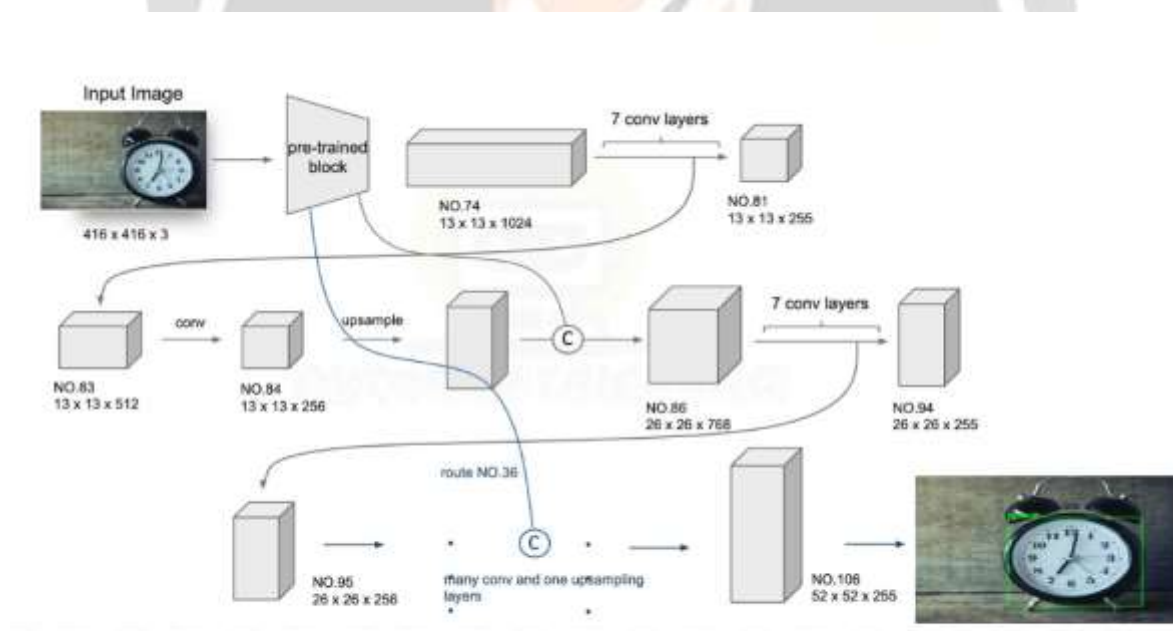 Input Image
416 x 416 x 3
pre-trained
block
NO.74
13 x 13 x 1024
7 conv layers
NO.81
13 x 13 x 255
NO.83
13 x 13 x 512
conv
NO.84
13 x 13 x 256
upsample
C
NO.86
26 x 26 x 768
7 conv layers
NO.94
26 x 26 x 255
NO.95
26 x 26 x 256
route NO.36
C
many conv and one upsampling
layers
NO.106
52 x 52 x 255